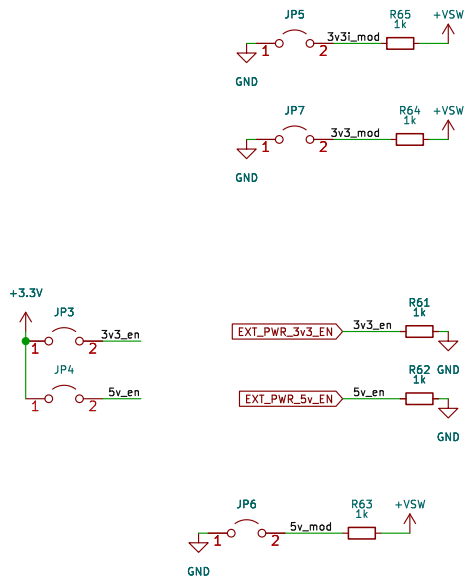 JP5
R65
1k
+VSW
1
2
3v3i_mod
GND
JP7
R64
1k
+VSW
1
2
3v3_mod
GND
+3.3V
JP3
1
2
3v3_en
JP4
1
2
5v_en
EXT_PWR_3v3_EN
3v3_en
R61
1k
GND
EXT_PWR_5v_EN
5v_en
R62
1k
GND
JP6
1
2
5v_mod
R63
1k
+VSW
GND